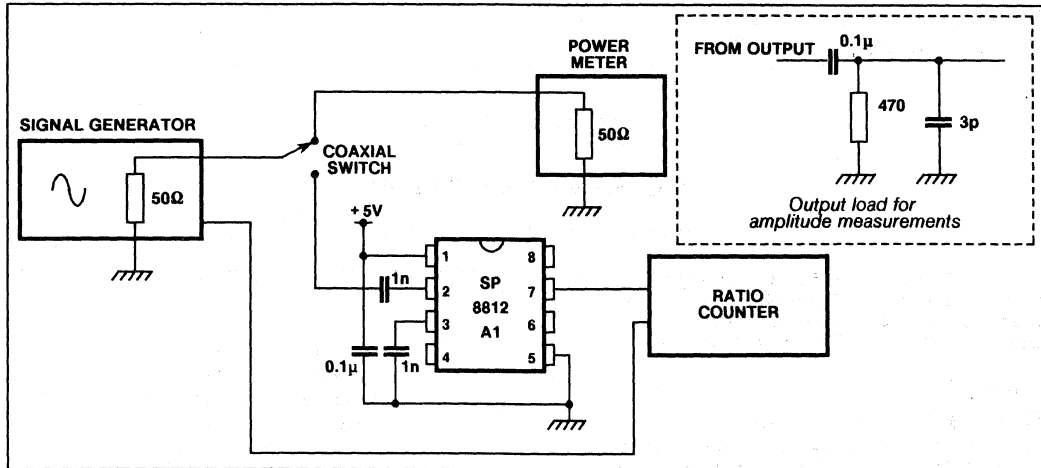 SIGNAL GENERATOR
50Ω
COAXIAL
SWITCH
POWER
METER
50Ω
FROM OUTPUT
0.1µ
470
3p
Output load for
amplitude measurements
+ 5V
1n
0.1µ
1n
1
2
3
4
SP
8812
A1
8
7
6
5
RATIO
COUNTER